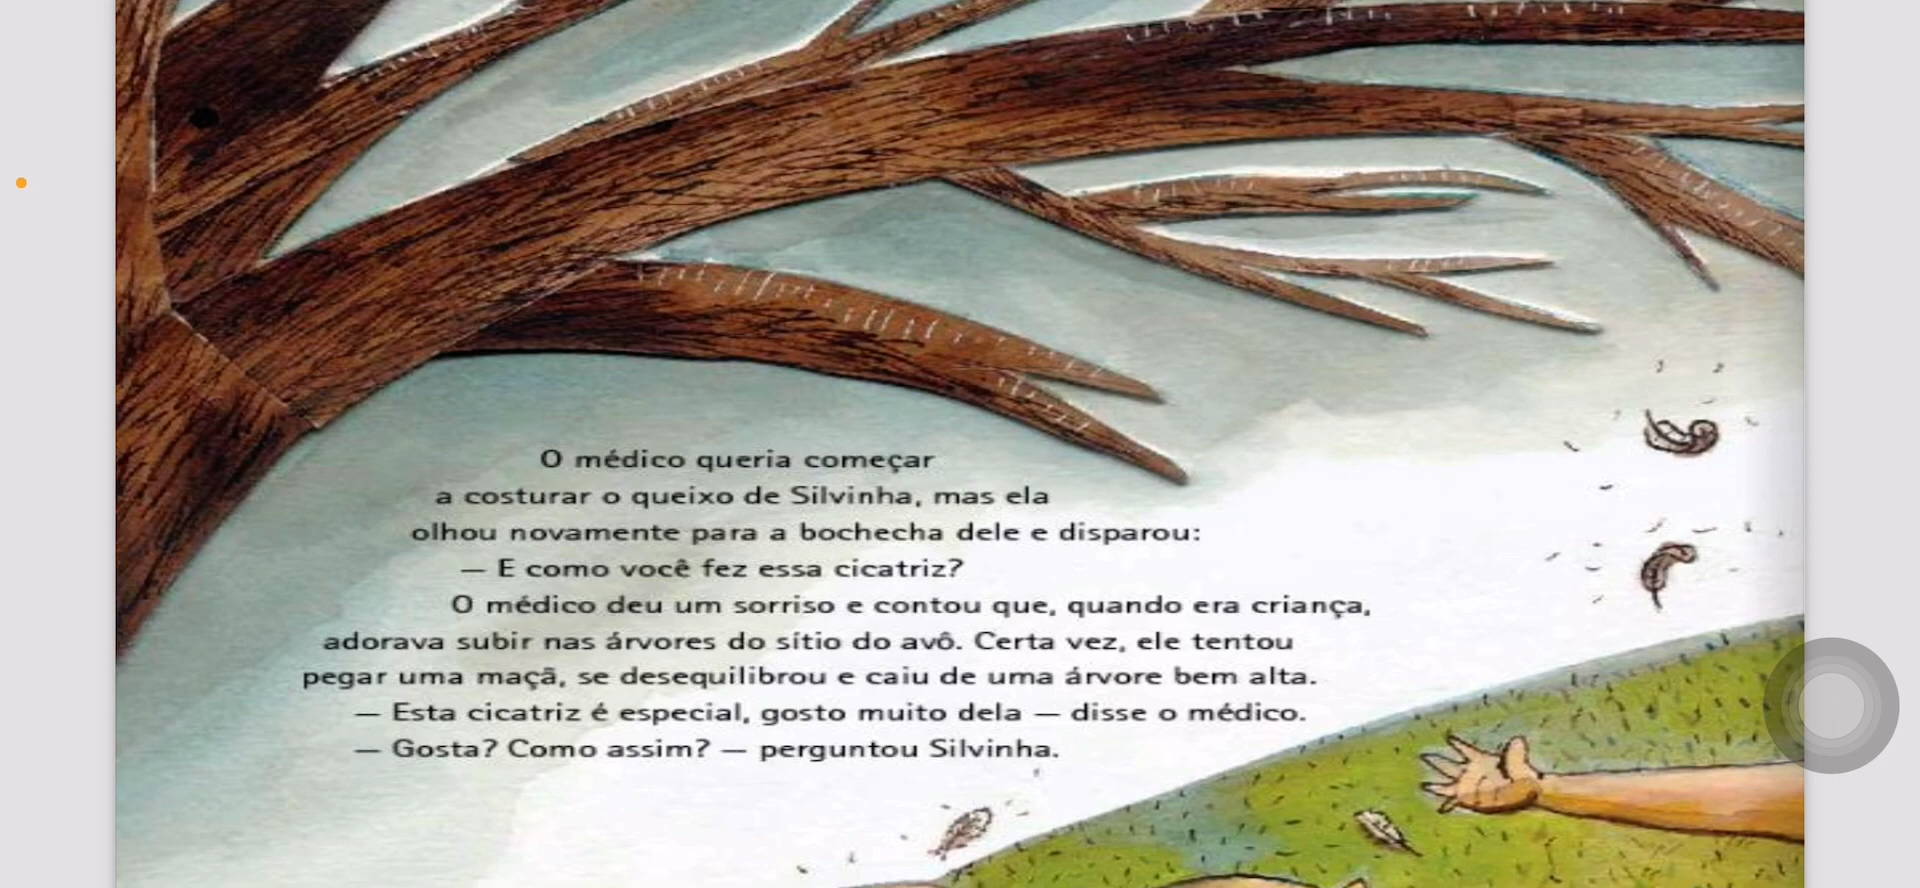 O médico queria começar
a costurar o queixo de Silvinha, mas ela
olhou novamente para a bochecha dele e disparou:
— E como você fez essa cicatriz?
O médico deu um sorriso e contou que, quando era criança,
adorava subir nas árvores do sítio do avô. Certa vez, ele tentou
pegar uma maçã, se desequilibrou e caiu de uma árvore bem alta.
— Esta cicatriz é especial, gosto muito dela — disse o médico.
— Gosta? Como assim? — perguntou Silvinha.